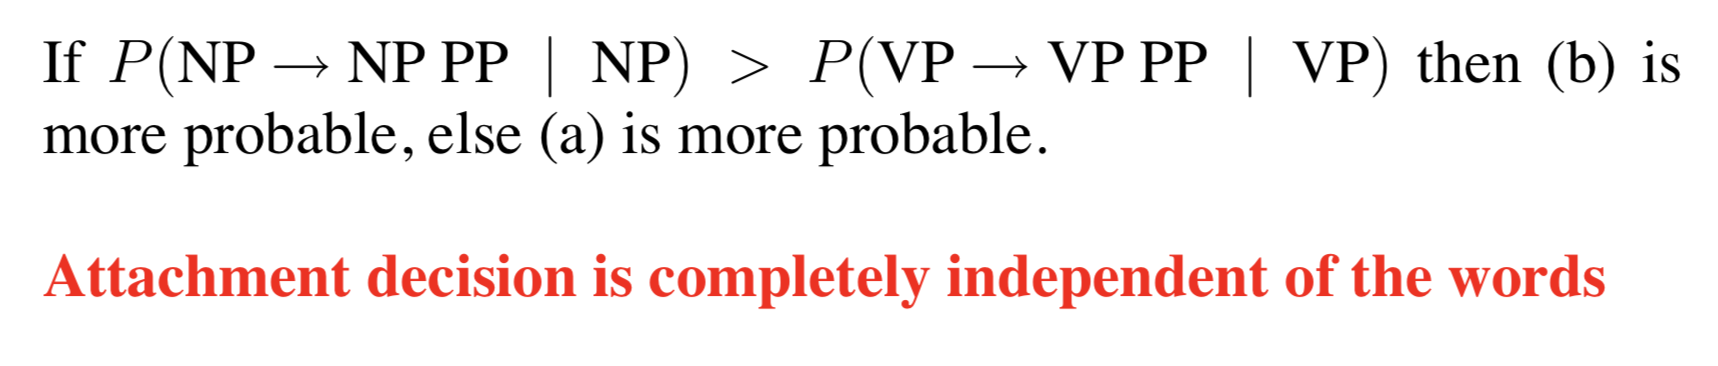 If P(NP → NP PP | NP) > P(VP → VP PP | VP) then (b) is
more probable, else (a) is more probable.
Attachment decision is completely independent of the words